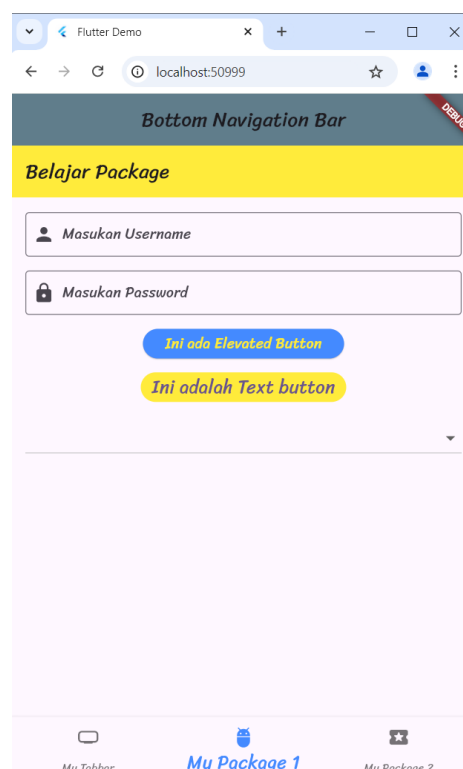 Flutter Demo
localhost:50999
Bottom Navigation Bar
DEBUG
Belajar Package
Masukan Username
Masukan Password
Ini ada Elevated Button
Ini adalah Text button
My Tabbar
My Package 1
My Package 2